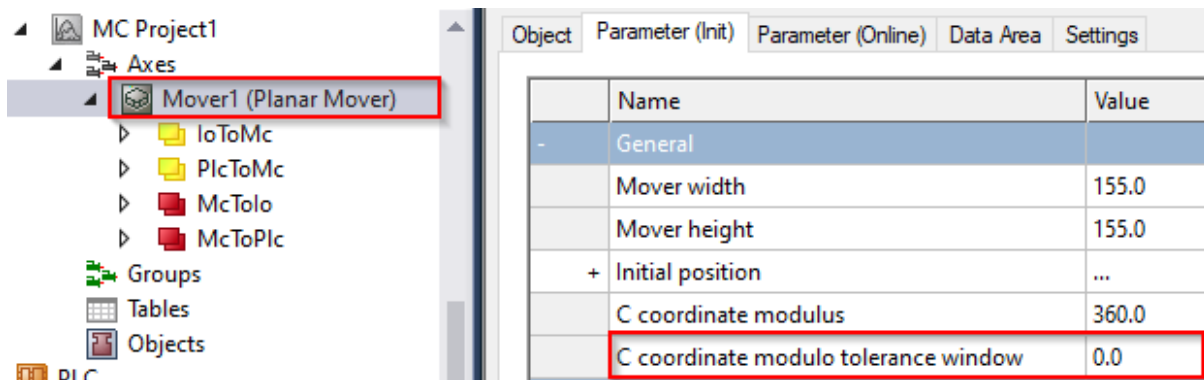 MC Project1
Axes
Mover1 (Planar Mover)
IoToMc
PlcToMc
McToIo
McToPlc
Groups
Tables
Objects
PLC
Object Parameter (Init) Parameter (Online) Data Area Settings
Name Value
- General
Mover width 155.0
Mover height 155.0
+ Initial position ...
C coordinate modulus 360.0
C coordinate modulo tolerance window 0.0